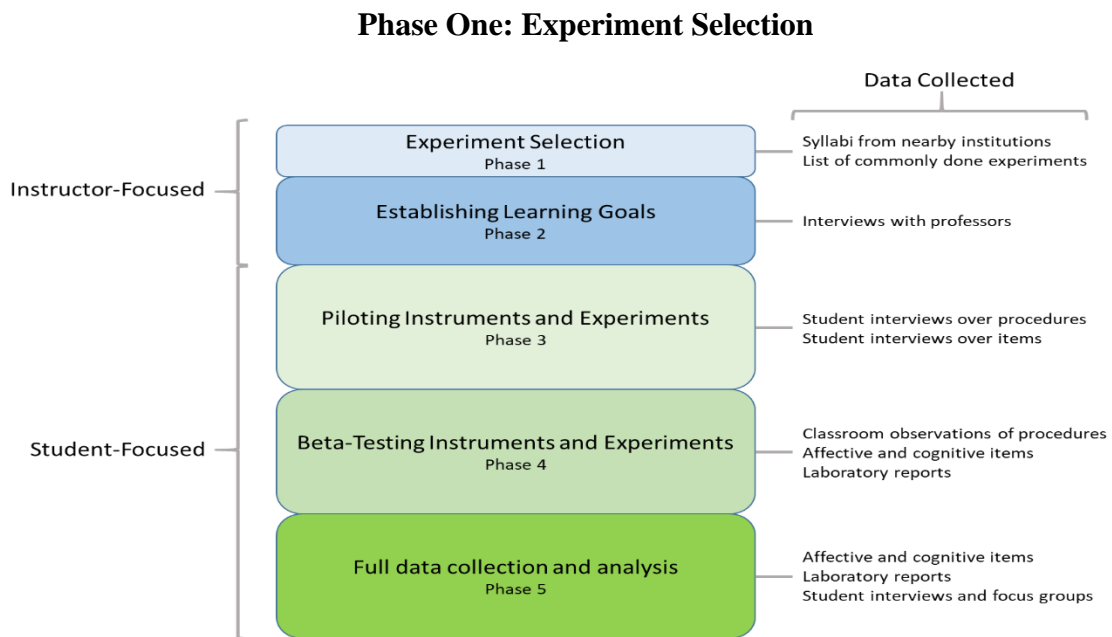 Phase One: Experiment Selection
Data Collected
Experiment Selection
Phase 1
Syllabi from nearby institutions
List of commonly done experiments
Instructor-Focused
Establishing Learning Goals
Phase 2
Interviews with professors
Piloting Instruments and Experiments
Phase 3
Student interviews over procedures
Student interviews over items
Student-Focused
Beta-Testing Instruments and Experiments
Phase 4
Classroom observations of procedures
Affective and cognitive items
Laboratory reports
Full data collection and analysis
Phase 5
Affective and cognitive items
Laboratory reports
Student interviews and focus groups